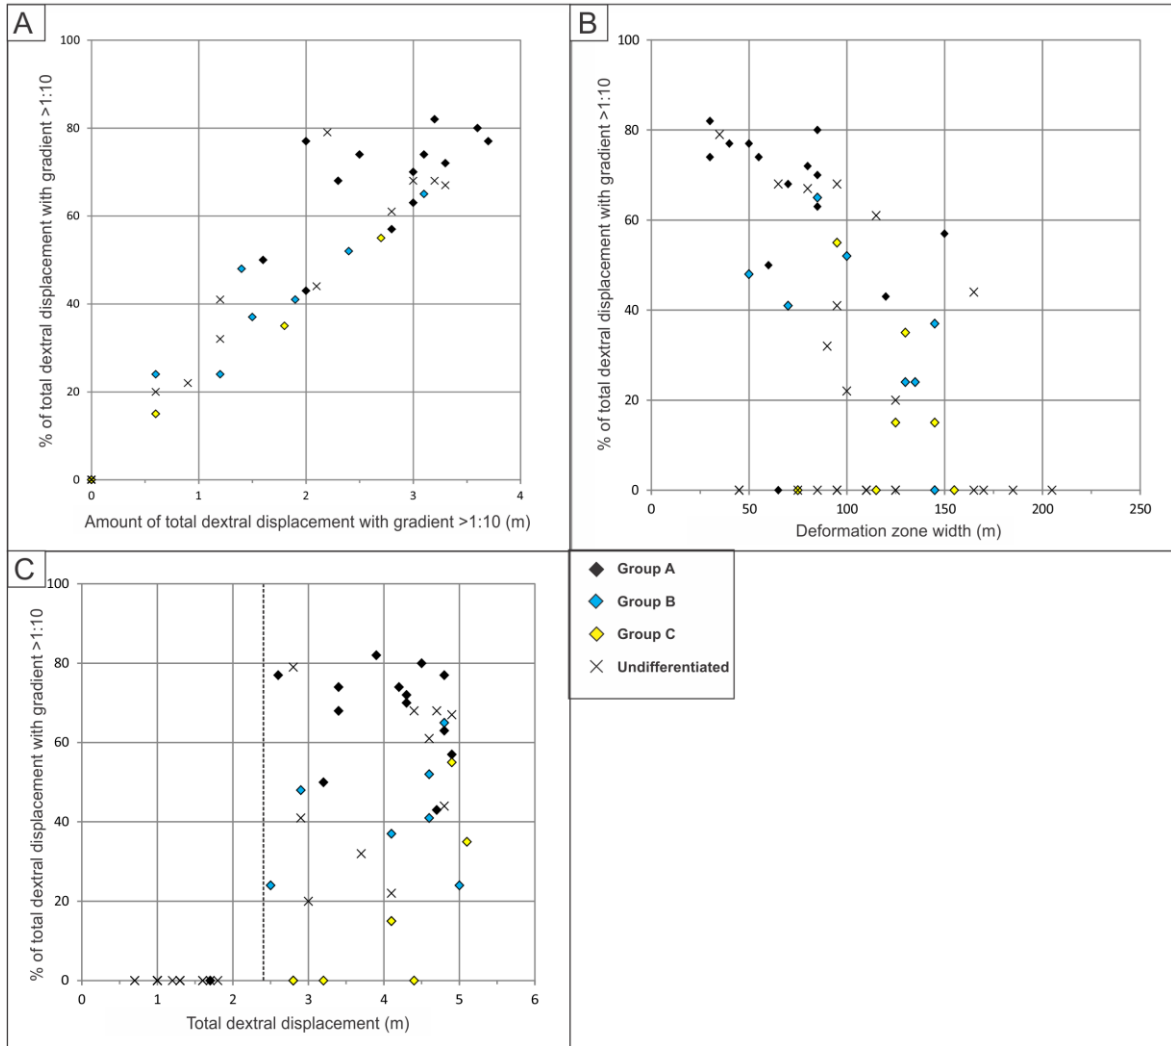 A
% of total dextral displacement with gradient >1:10
100
80
60
40
20
0
0 1 2 3 4
Amount of total dextral displacement with gradient >1:10 (m)
B
% of total dextral displacement with gradient >1:10
100
80
60
40
20
0
0 50 100 150 200 250
Deformation zone width (m)
C
% of total dextral displacement with gradient >1:10
100
80
60
40
20
0
0 1 2 3 4 5 6
Total dextral displacement (m)
Group A
Group B
Group C
Undifferentiated